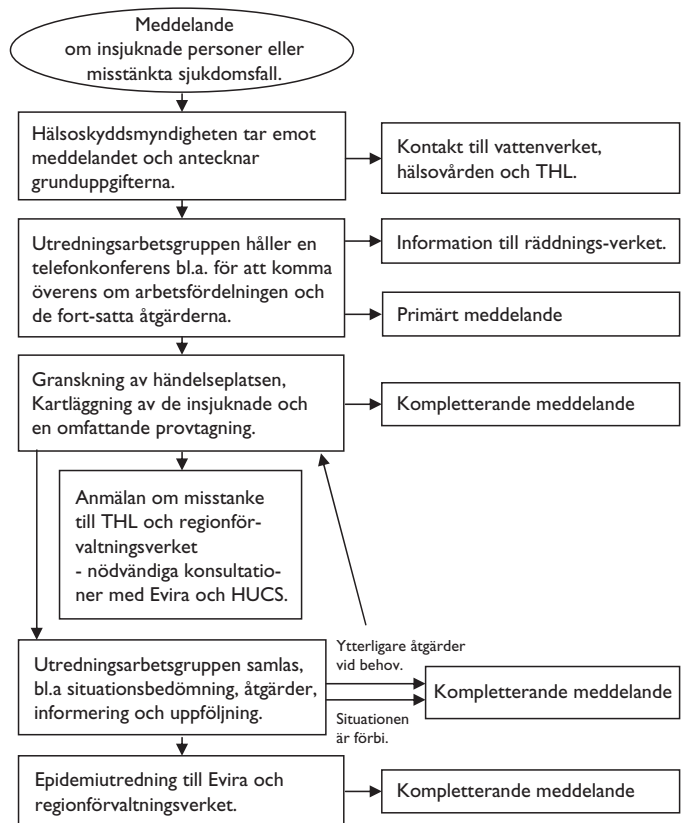 Meddelande
om insjuknade personer eller
misstänkta sjukdomsfall.
Hälsoskyddsmyndigheten tar emot
meddelandet och antecknar
grunduppgifterna.
Kontakt till vattenverket,
hälsovården och THL.
Utredningsarbetsgruppen håller en
telefonkonferens bl.a. för att komma
överens om arbetsfördelningen och
de fort-satta åtgärderna.
Information till räddnings-verket.
Primärt meddelande
Granskning av händelseplatsen,
Kartläggning av de insjuknade och
en omfattande provtagning.
Kompletterande meddelande
Anmälan om misstanke
till THL och regionför-
valtningsverket
- nödvändiga konsultatio-
ner med Evira och HUCS.
Utredningsarbetsgruppen samlas,
bl.a situationsbedömning, åtgärder,
informering och uppföljning.
Ytterligare åtgärder
vid behov.
Situationen
är förbi.
Kompletterande meddelande
Epidemiutredning till Evira och
regionförvaltningsverket.
Kompletterande meddelande